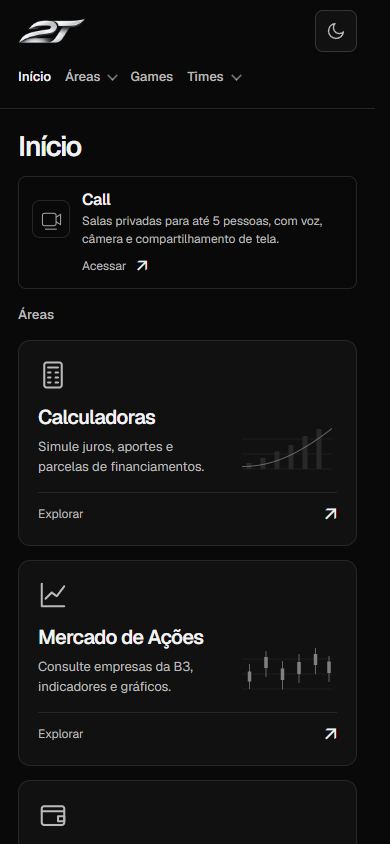 2T
Início Áreas Games Times
Início
Call
Salas privadas para até 5 pessoas, com voz,
câmera e compartilhamento de tela.
Acessar
Áreas
Calculadoras
Simule juros, aportes e
parcelas de financiamentos.
Explorar
Mercado de Ações
Consulte empresas da B3,
indicadores e gráficos.
Explorar